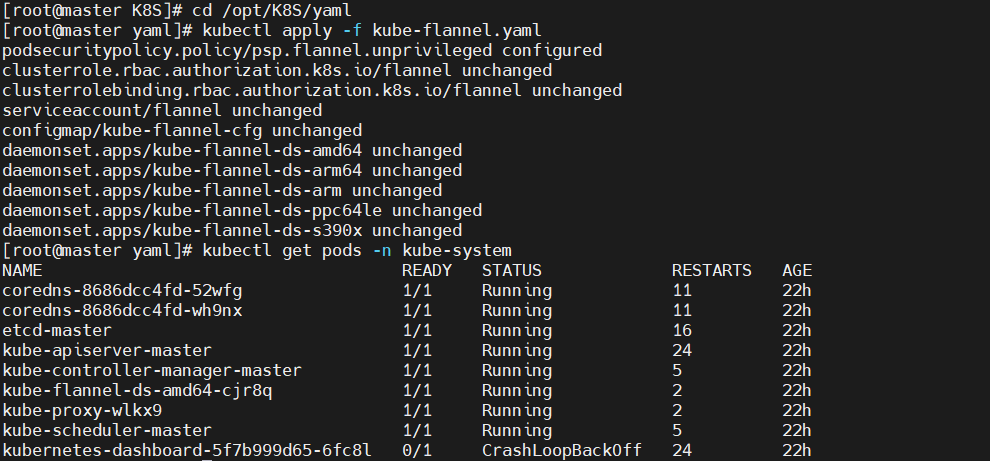 [root@master K8S]# cd /opt/K8S/yaml
[root@master yaml]# kubectl apply -f kube-flannel.yaml
podsecuritypolicy.policy/psp.flannel.unprivileged configured
clusterrole.rbac.authorization.k8s.io/flannel unchanged
clusterrolebinding.rbac.authorization.k8s.io/flannel unchanged
serviceaccount/flannel unchanged
configmap/kube-flannel-cfg unchanged
daemonset.apps/kube-flannel-ds-amd64 unchanged
daemonset.apps/kube-flannel-ds-arm64 unchanged
daemonset.apps/kube-flannel-ds-arm unchanged
daemonset.apps/kube-flannel-ds-ppc64le unchanged
daemonset.apps/kube-flannel-ds-s390x unchanged
[root@master yaml]# kubectl get pods -n kube-system
NAME READY STATUS RESTARTS AGE
coredns-8686dcc4fd-52wfg 1/1 Running 11 22h
coredns-8686dcc4fd-wh9nx 1/1 Running 11 22h
etcd-master 1/1 Running 16 22h
kube-apiserver-master 1/1 Running 24 22h
kube-controller-manager-master 1/1 Running 5 22h
kube-flannel-ds-amd64-cjr8q 1/1 Running 2 22h
kube-proxy-wlkx9 1/1 Running 2 22h
kube-scheduler-master 1/1 Running 5 22h
kubernetes-dashboard-5f7b999d65-6fc8l 0/1 CrashLoopBackOff 24 22h